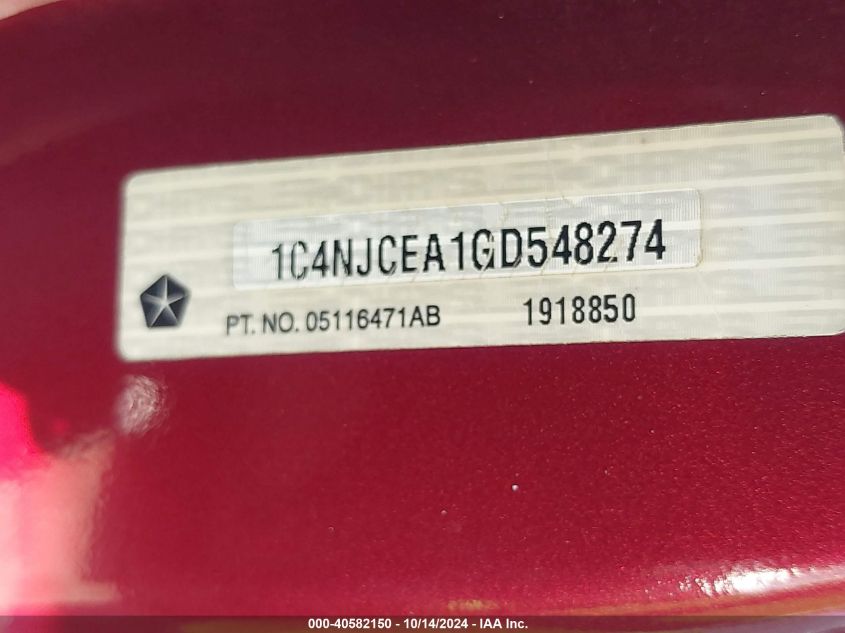 1C4NJCEA1GD548274
PT. NO. 05116471AB 1918850
000-40582150 - 10/14/2024 - IAA Inc.